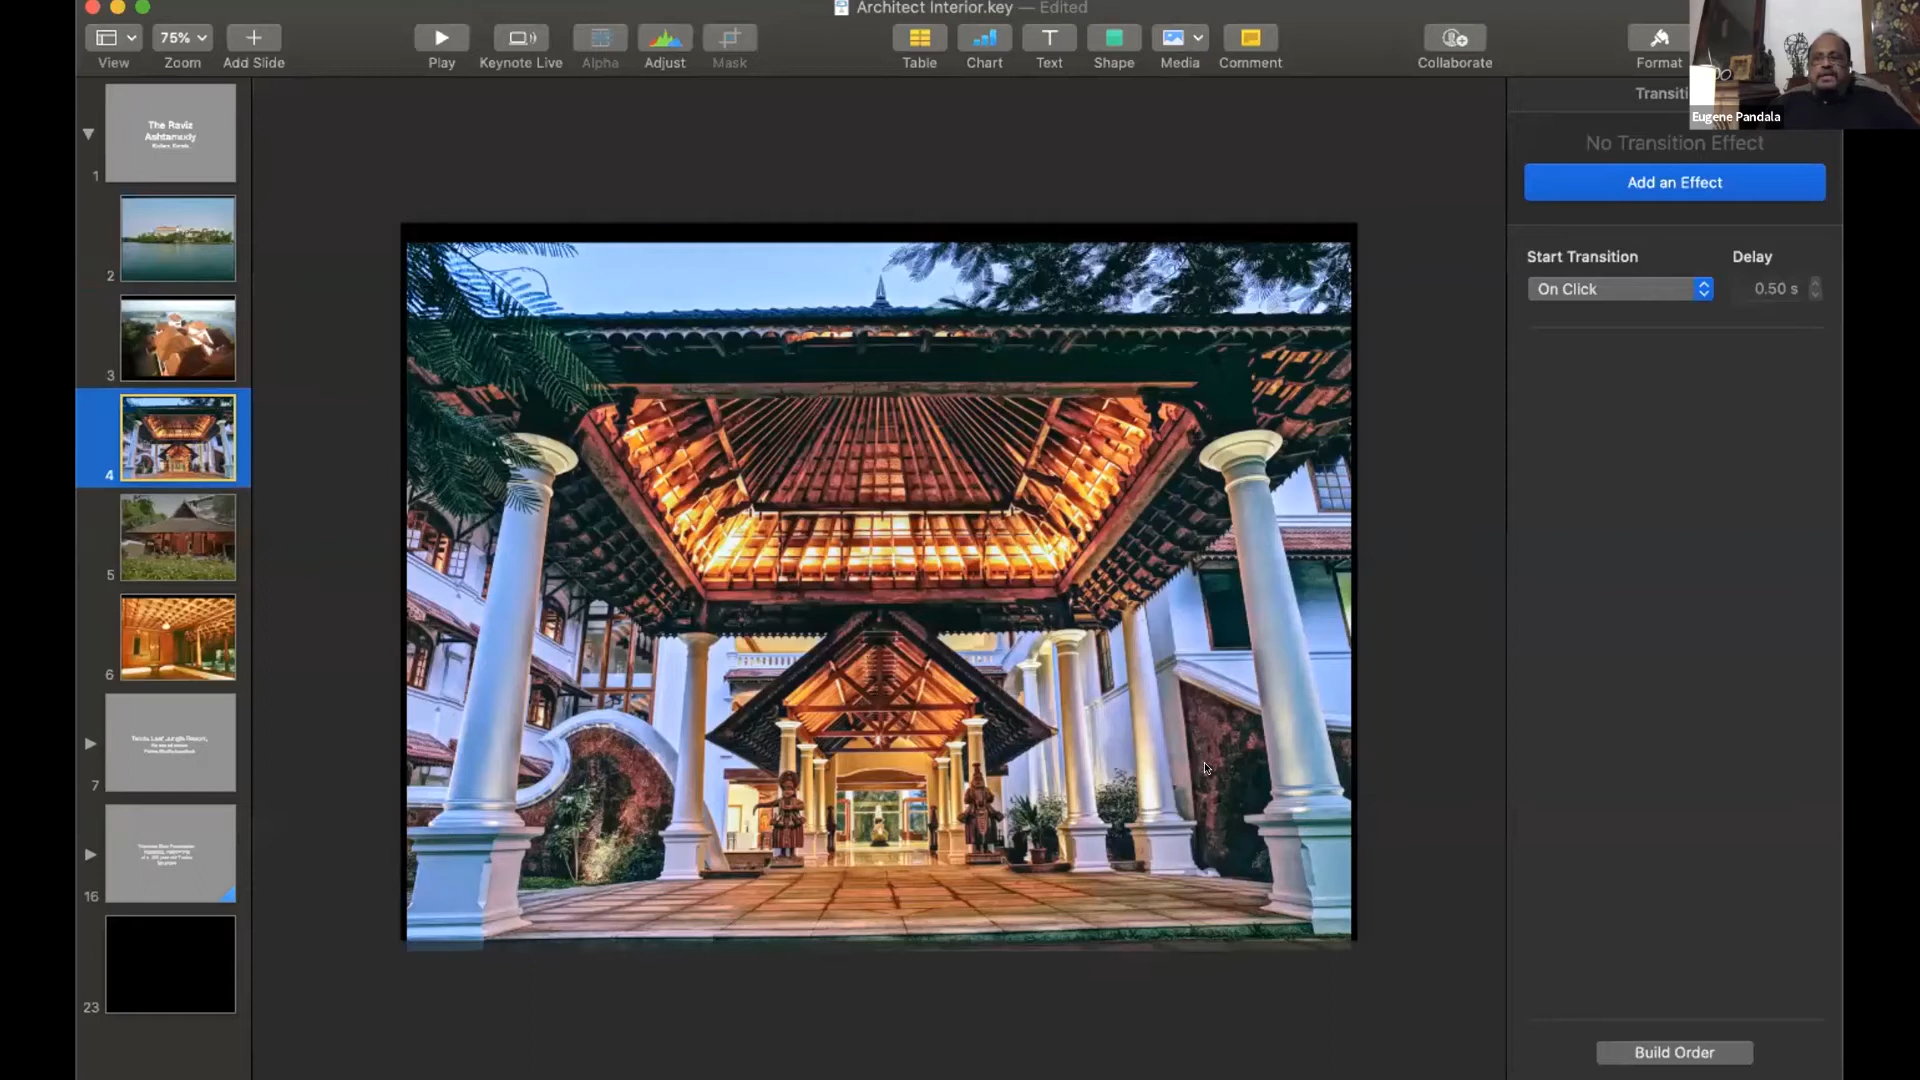 Architect Interior.key — Edited
75%
View
Zoom
Add Slide
Play
Keynote Live
Alpha
Adjust
Mask
Table
Chart
Text
Shape
Media
Comment
Collaborate
Format
Eugene Pandala
Transiti
No Transition Effect
Add an Effect
Start Transition
Delay
On Click
0.50 s
Build Order
The Raviz
Ashtamudy
1
2
3
4
5
6
7
16
23